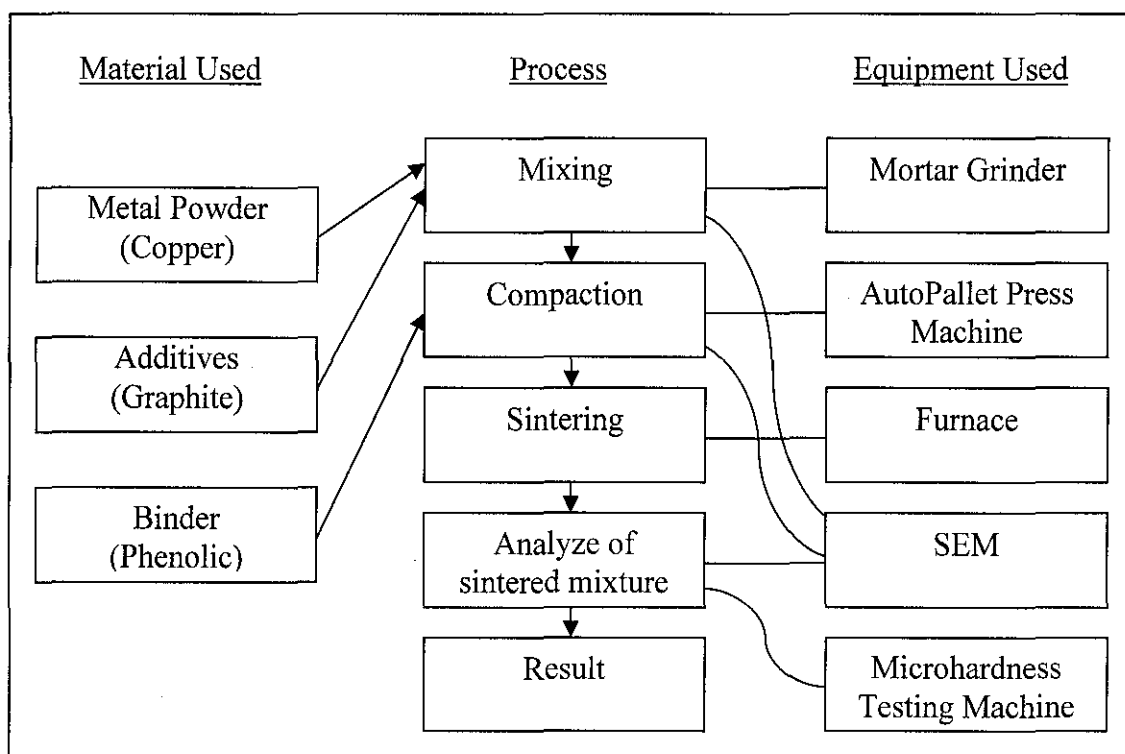 Material Used
Process
Equipment Used
Metal Powder
(Copper)
Additives
(Graphite)
Binder
(Phenolic)
Mixing
Compaction
Sintering
Analyze of
sintered mixture
Result
Mortar Grinder
AutoPallet Press
Machine
Furnace
SEM
Microhardness
Testing Machine